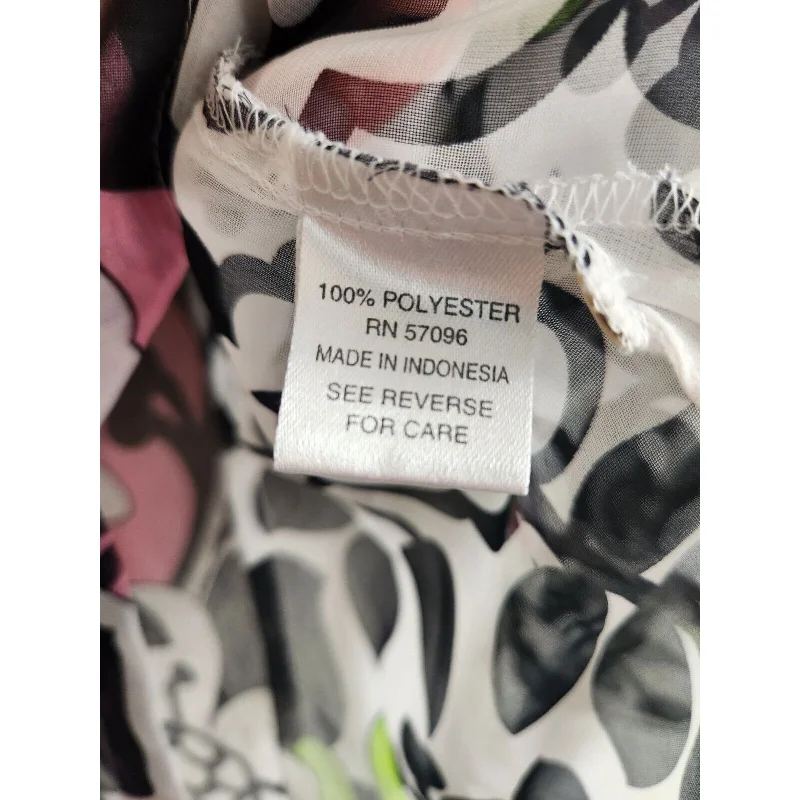 100% POLYESTER
RN 57096
MADE IN INDONESIA
SEE REVERSE
FOR CARE